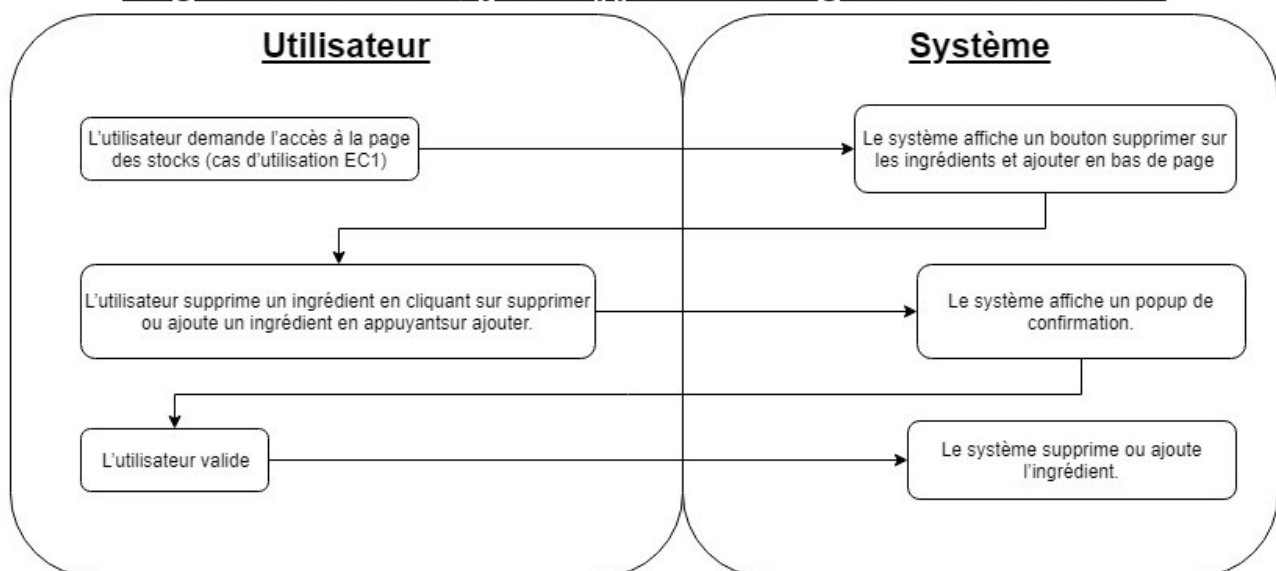 Utilisateur
Système
L'utilisateur demande l'accès à la page
des stocks (cas d'utilisation EC1)
Le système affiche un bouton supprimer sur
les ingrédients et ajouter en bas de page
L'utilisateur supprime un ingrédient en cliquant sur supprimer
ou ajoute un ingrédient en appuyantsur ajouter.
Le système affiche un popup de
confirmation.
L'utilisateur valide
Le système supprime ou ajoute
l'ingrédient.